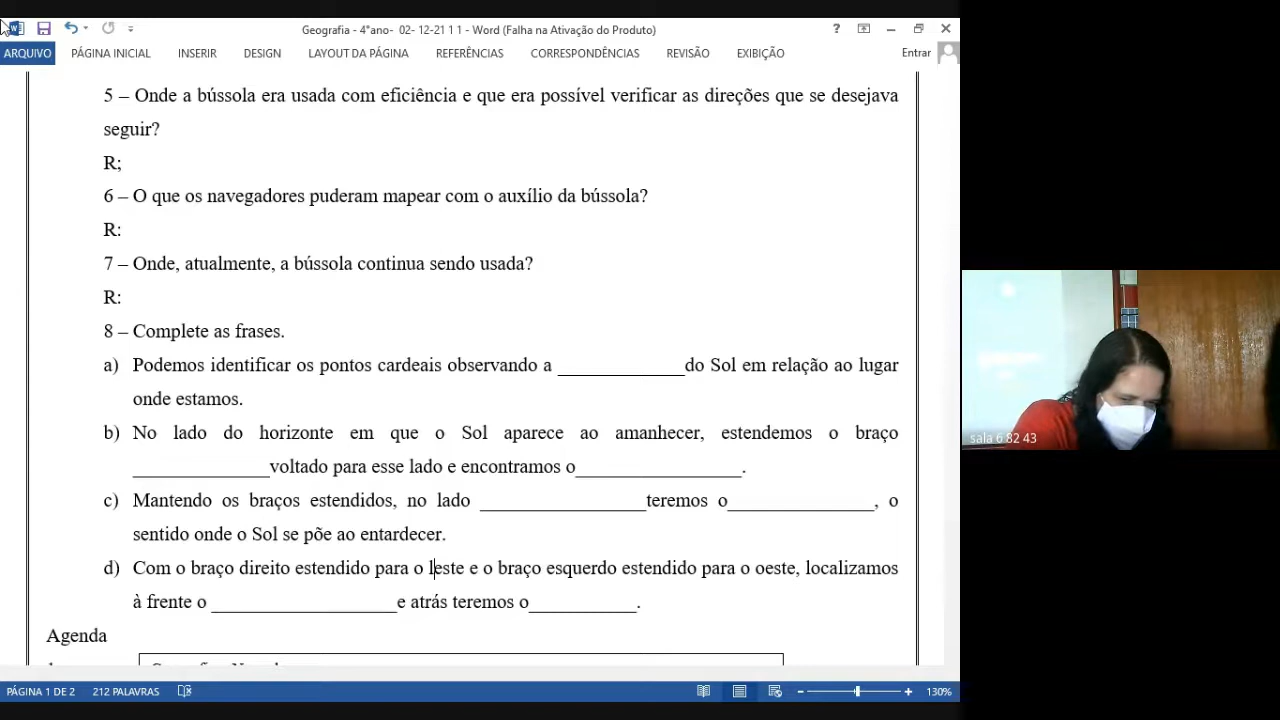 Geografia - 4°ano- 02- 12-21 1 1 - Word (Falha na Ativação do Produto)
ARQUIVO PÁGINA INICIAL INSERIR DESIGN LAYOUT DA PÁGINA REFERÊNCIAS CORRESPONDÊNCIAS REVISÃO EXIBIÇÃO Entrar
5 – Onde a bússola era usada com eficiência e que era possível verificar as direções que se desejava
seguir?
R;
6 – O que os navegadores puderam mapear com o auxílio da bússola?
R:
7 – Onde, atualmente, a bússola continua sendo usada?
R:
8 – Complete as frases.
a) Podemos identificar os pontos cardeais observando a _____________do Sol em relação ao lugar
onde estamos.
b) No lado do horizonte em que o Sol aparece ao amanhecer, estendemos o braço
______________voltado para esse lado e encontramos o_________________.
c) Mantendo os braços estendidos, no lado _________________teremos o_______________, o
sentido onde o Sol se põe ao entardecer.
d) Com o braço direito estendido para o leste e o braço esquerdo estendido para o oeste, localizamos
à frente o ___________________e atrás teremos o___________.
Agenda
sala 6 82 43
PÁGINA 1 DE 2 212 PALAVRAS 130%